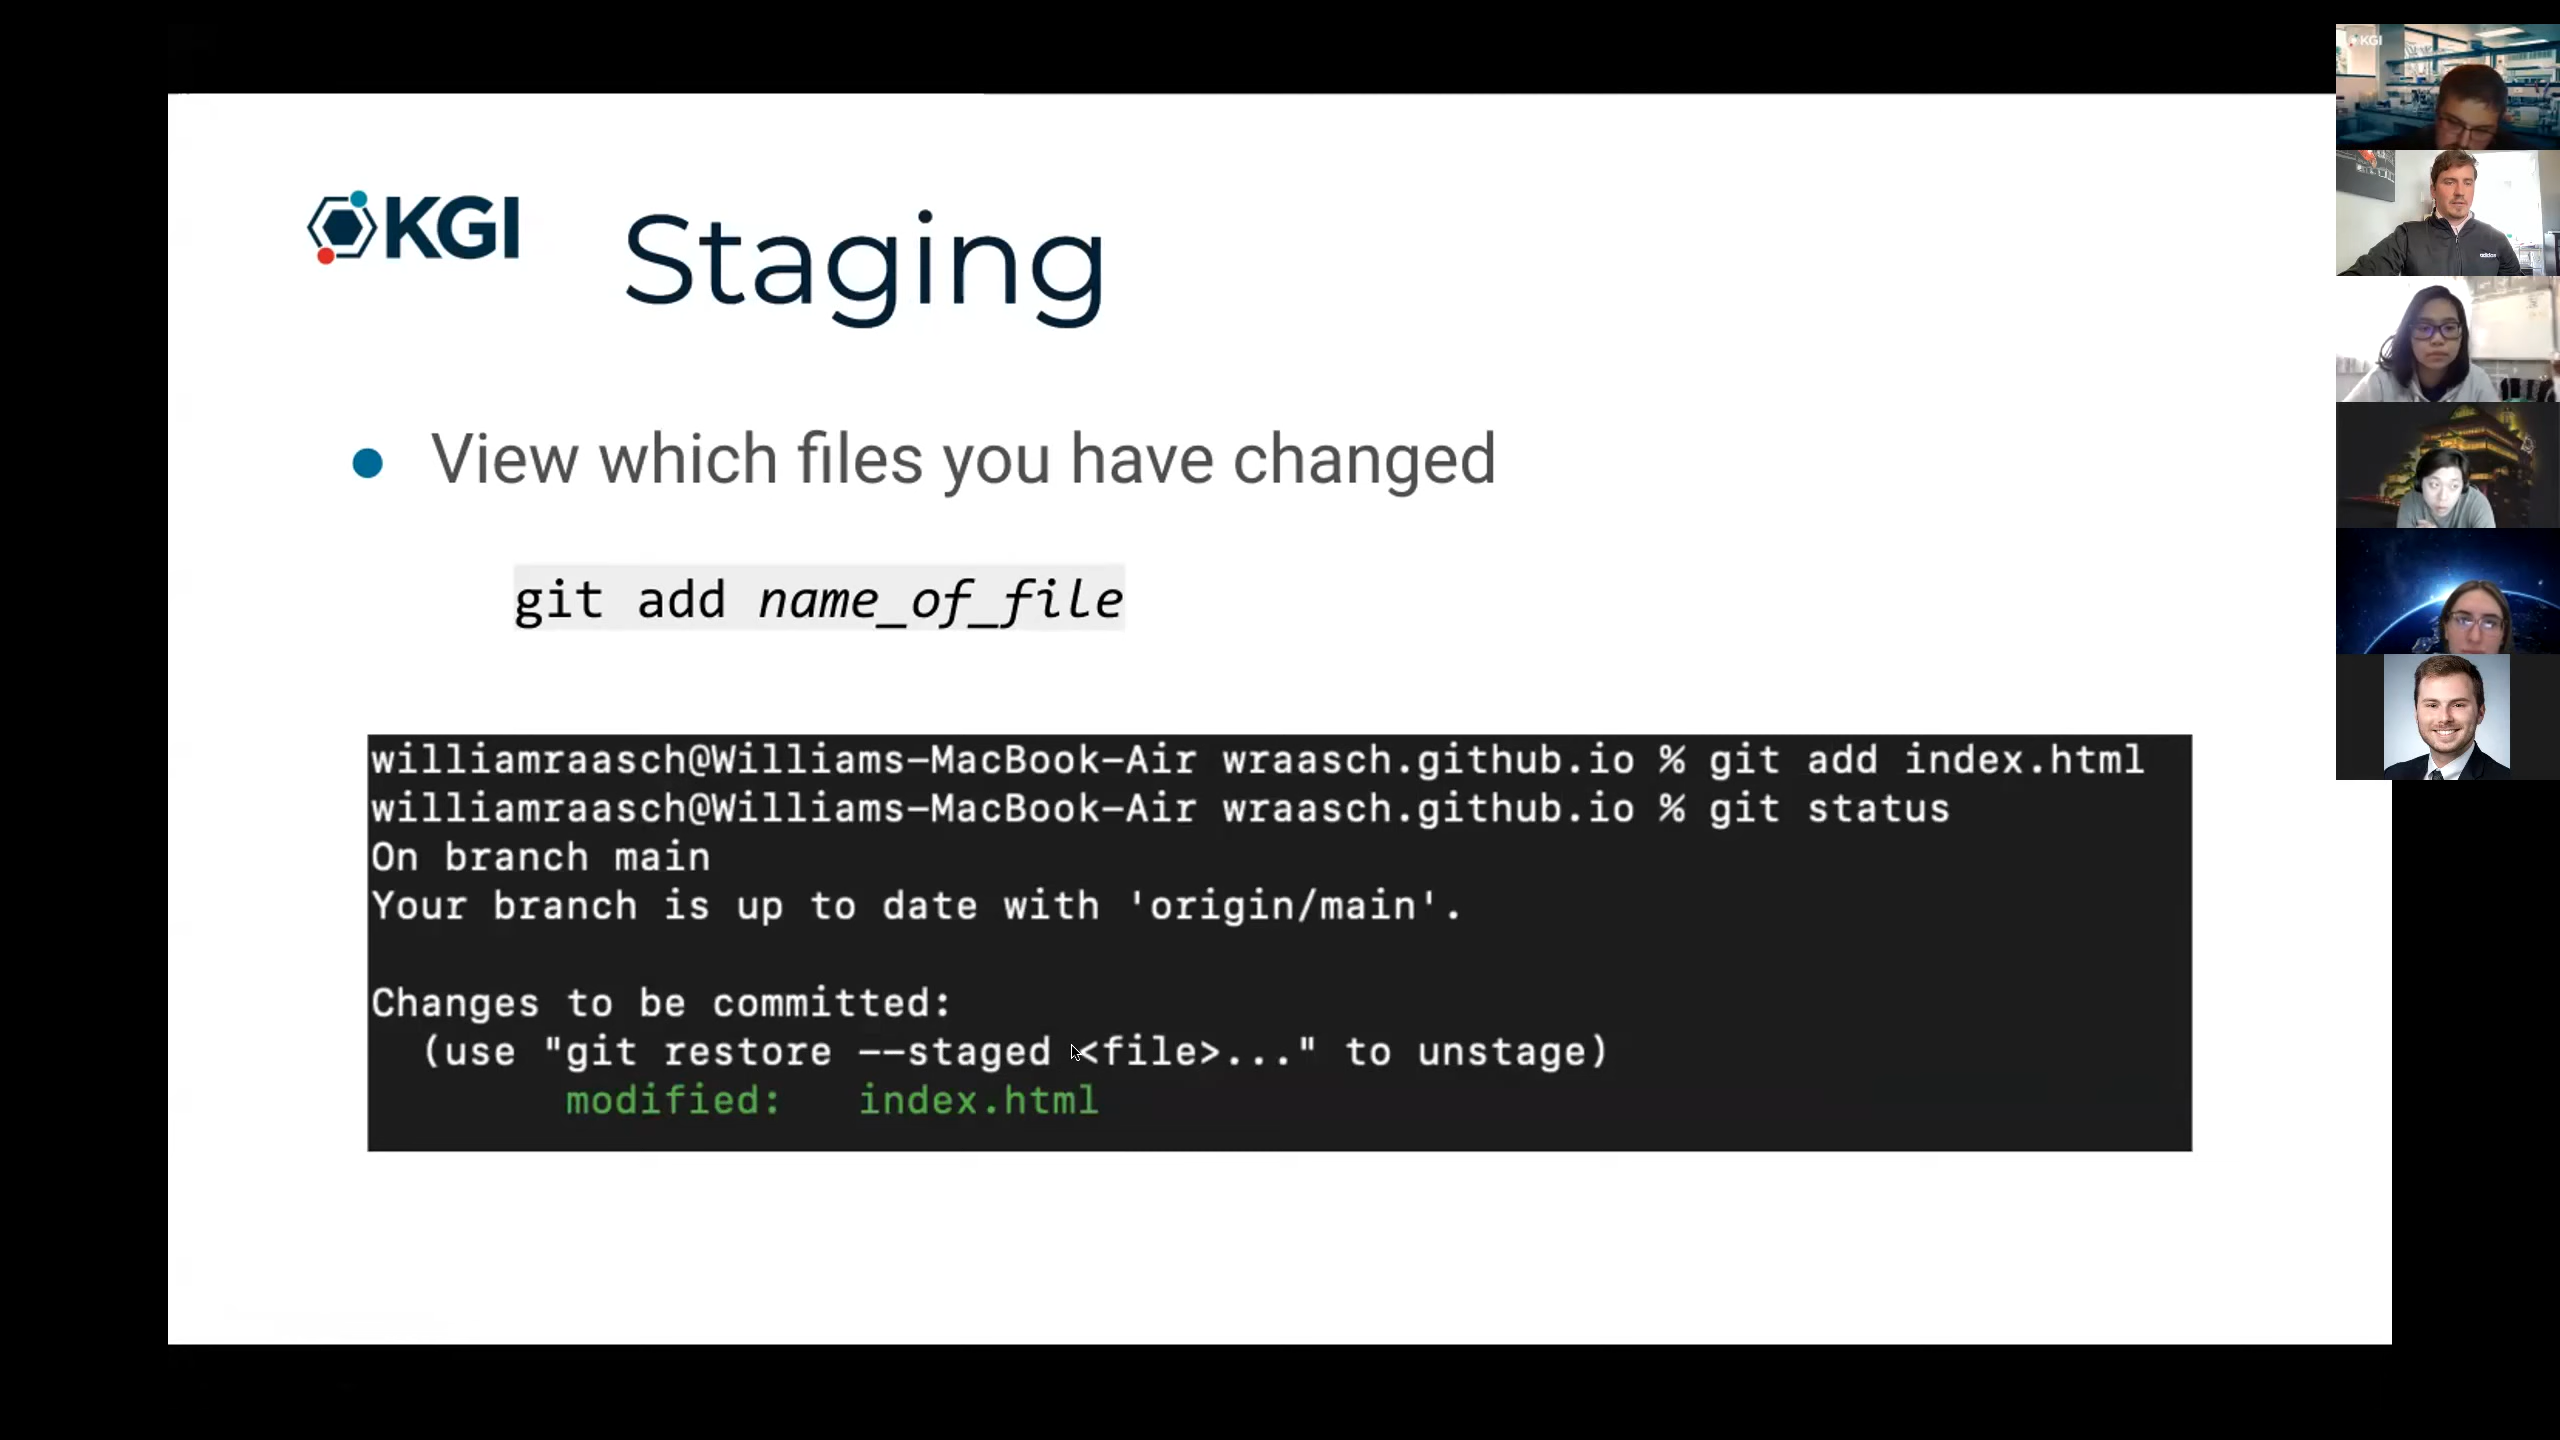 KGI
Staging
View which files you have changed
git add name_of_file
williamraasch@Williams-MacBook-Air wraasch.github.io % git add index.html
williamraasch@Williams-MacBook-Air wraasch.github.io % git status
On branch main
Your branch is up to date with 'origin/main'.
Changes to be committed:
(use "git restore --staged <file>..." to unstage)
modified: index.html
KGI
adidas